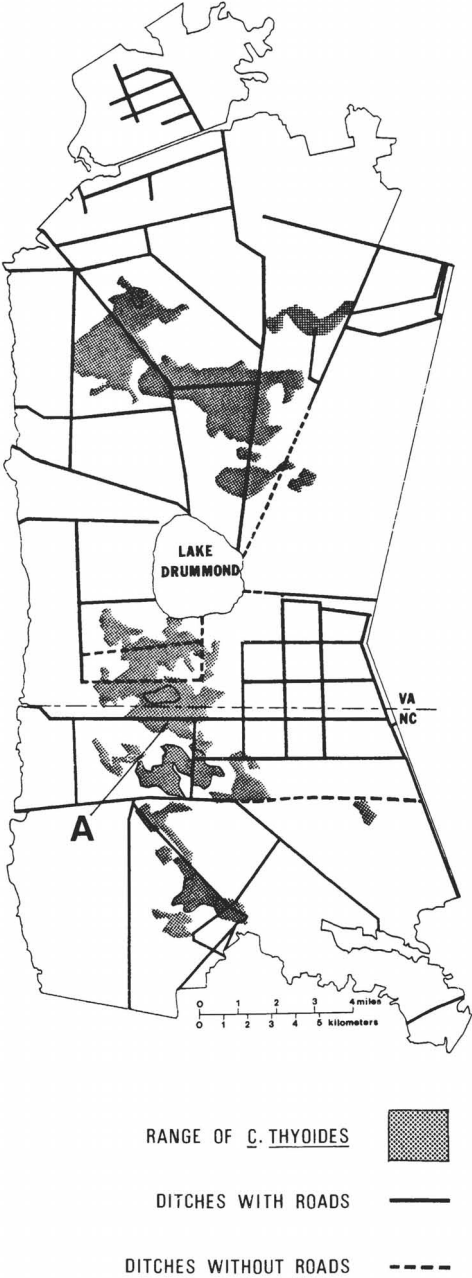 LAKE
DRUMMOND
VA
NC
A
0 1 2 3 4 miles
0 1 2 3 4 5 kilometers
RANGE OF C. THYOIDES
DITCHES WITH ROADS
DITCHES WITHOUT ROADS